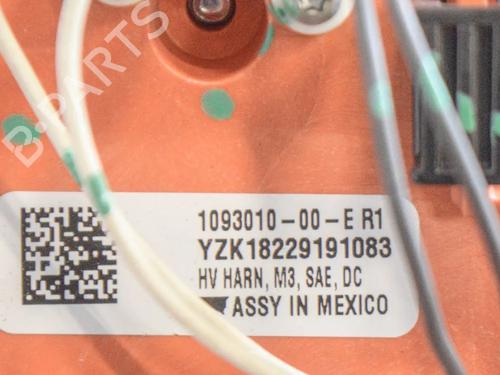 B-PARTS
1093010-00-E R1
YZK18229191083
HV HARN, M3, SAE, DC
ASSY IN MEXICO